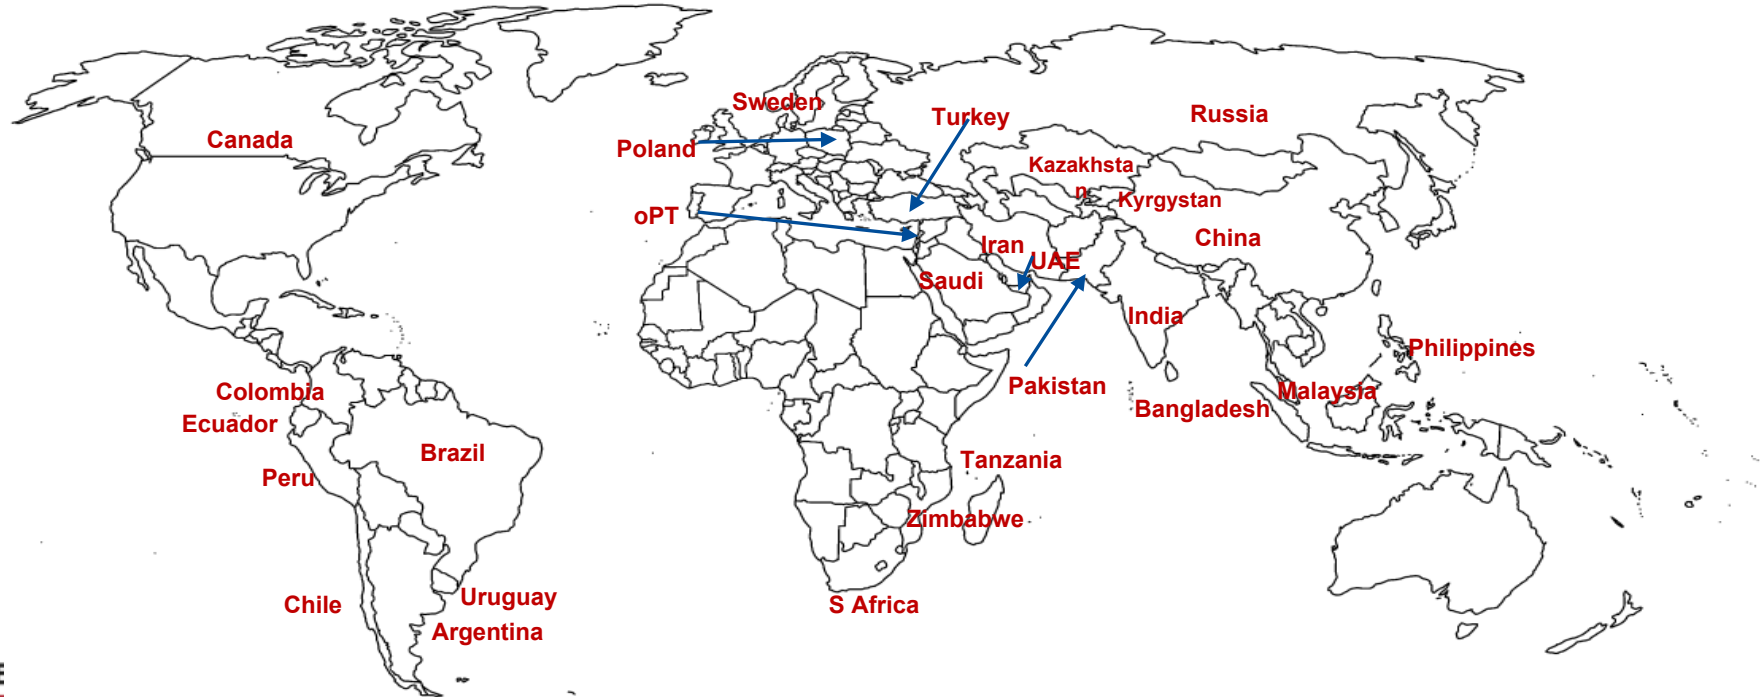 Sweden
Turkey
Russia
Canada
Poland
Kazakhsta
n
Kyrgystan
oPT
China
Iran
UAE
Saudi
India
Philippines
Pakistan
Malaysia
Colombia
Bangladesh
Ecuador
Brazil
Tanzania
Peru
Zimbabwe
Chile
Uruguay
S Africa
Argentina